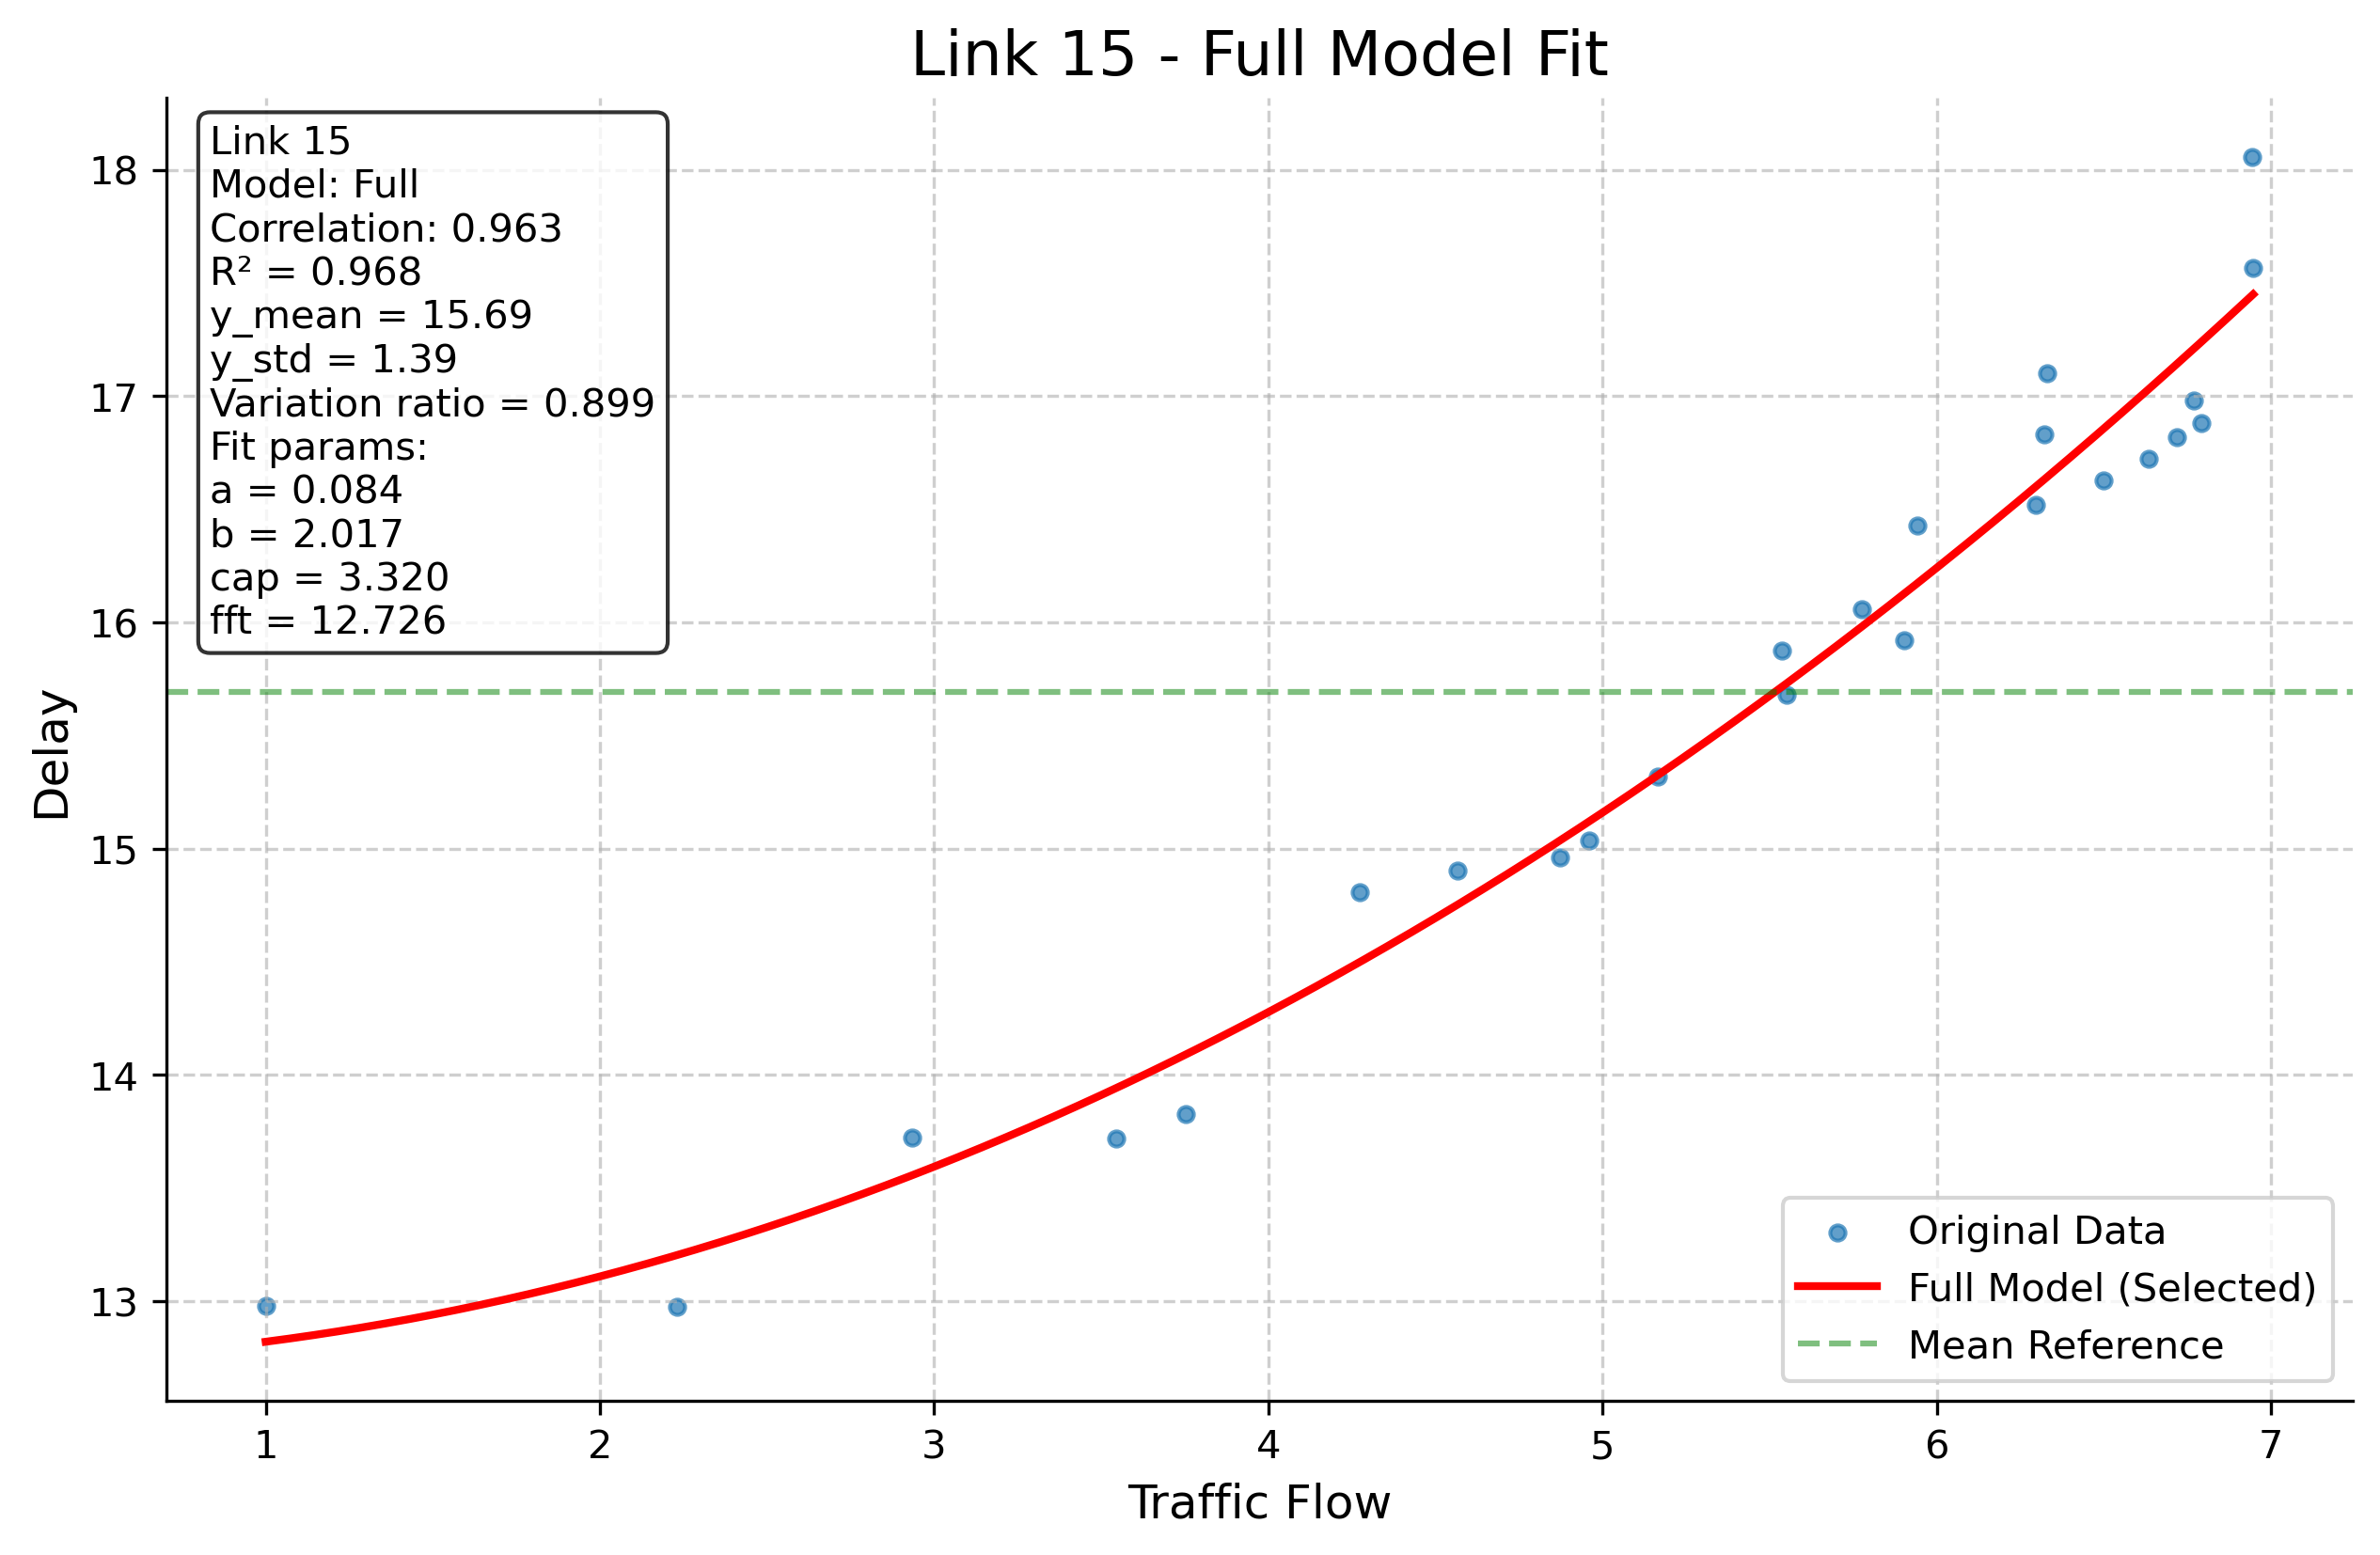 Link 15 - Full Model Fit
Link 15
Model: Full
Correlation: 0.963
R² = 0.968
y_mean = 15.69
y_std = 1.39
Variation ratio = 0.899
Fit params:
a = 0.084
b = 2.017
cap = 3.320
fft = 12.726
Delay
18
17
16
15
14
13
Original Data
Full Model (Selected)
Mean Reference
1 2 3 4 5 6 7
Traffic Flow